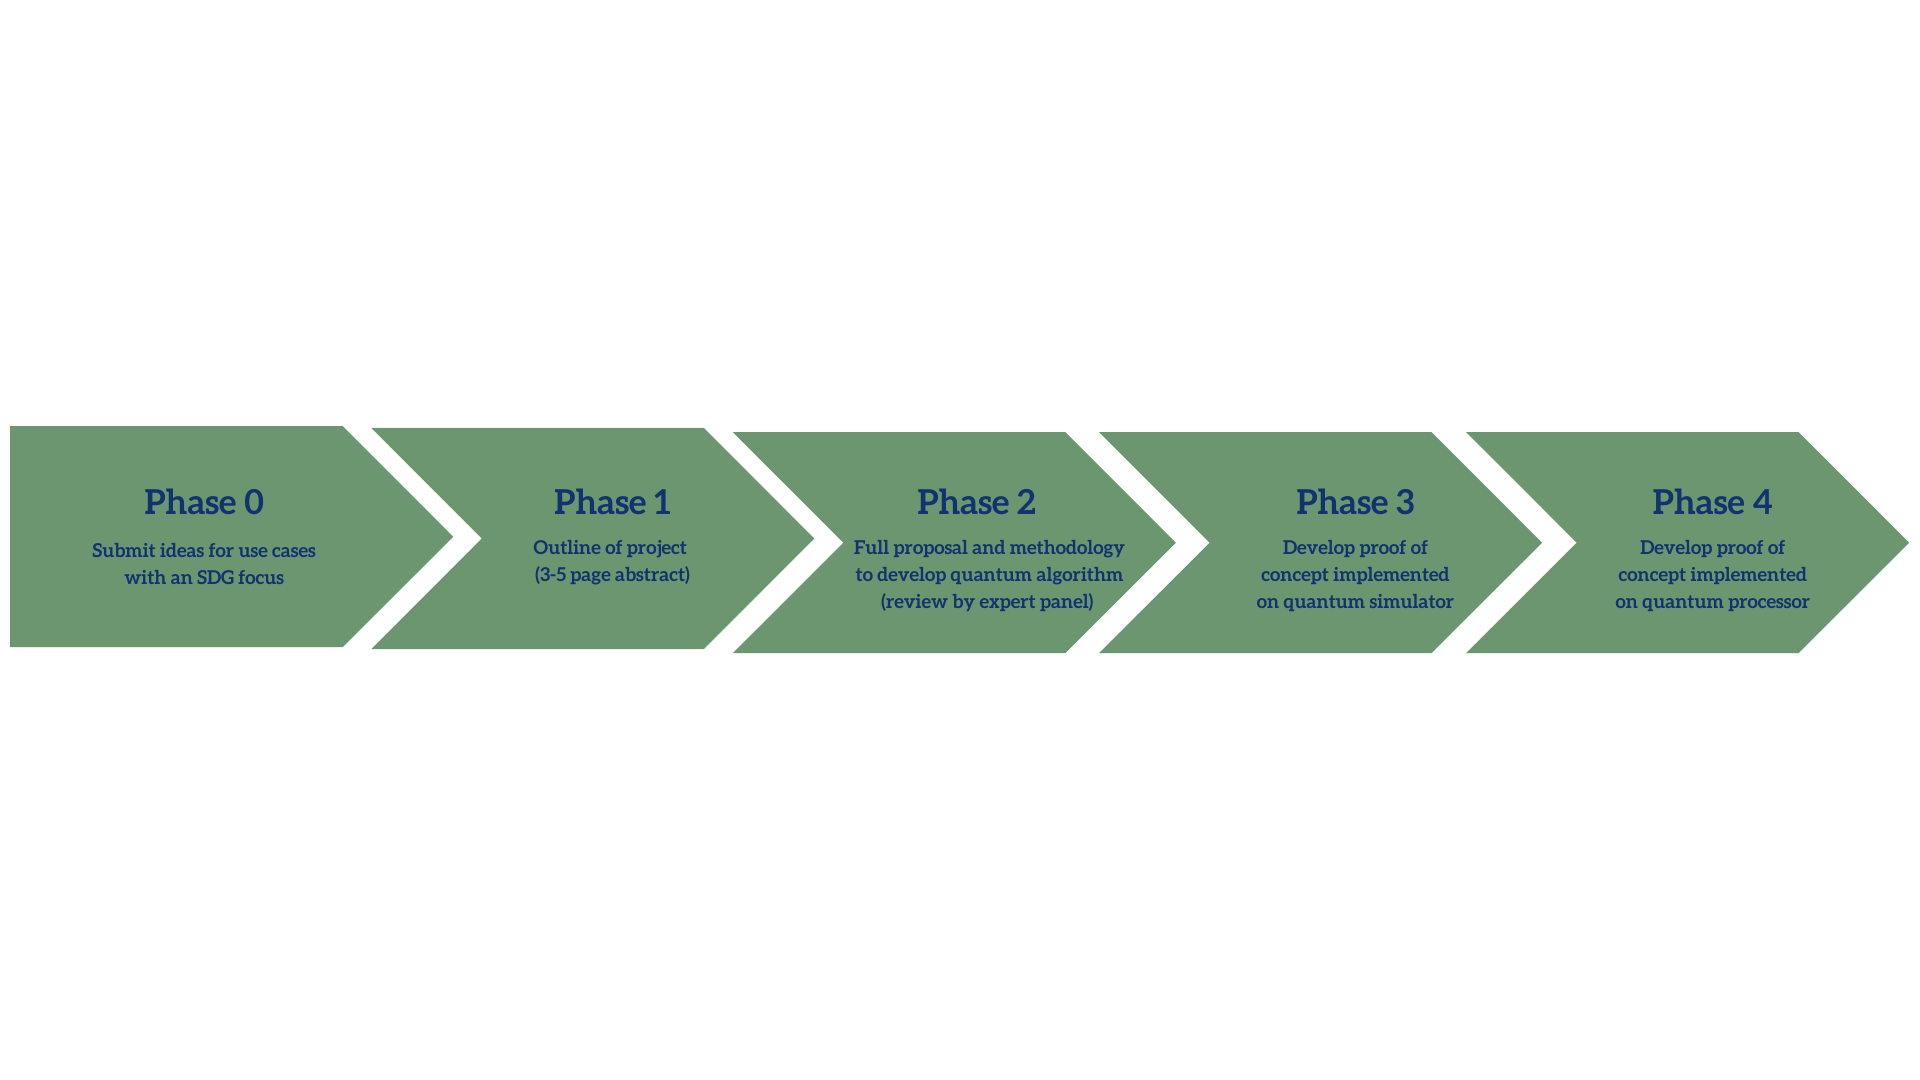 Phase 0
Submit ideas for use cases
with an SDG focus
Phase 1
Outline of project
(3-5 page abstract)
Phase 2
Full proposal and methodology
to develop quantum algorithm
(review by expert panel)
Phase 3
Develop proof of
concept implemented
on quantum simulator
Phase 4
Develop proof of
concept implemented
on quantum processor